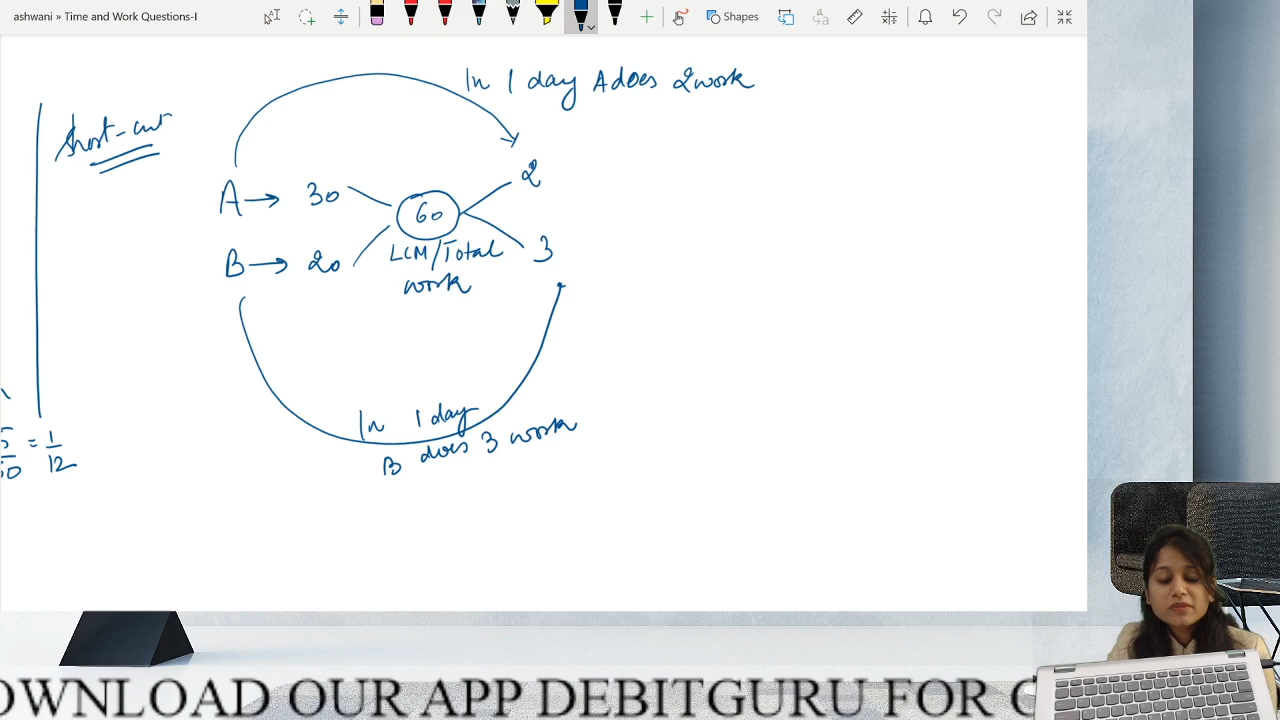 ashwani » Time and Work Questions-I
Shapes
In 1 day A does 2 work
Short-cut
A → 30
60
2
B → 20
LCM/Total
work
3
In 1 day
B does 3 work
= 1/12
OWNLOAD OUR APP DEBITGURU FOR